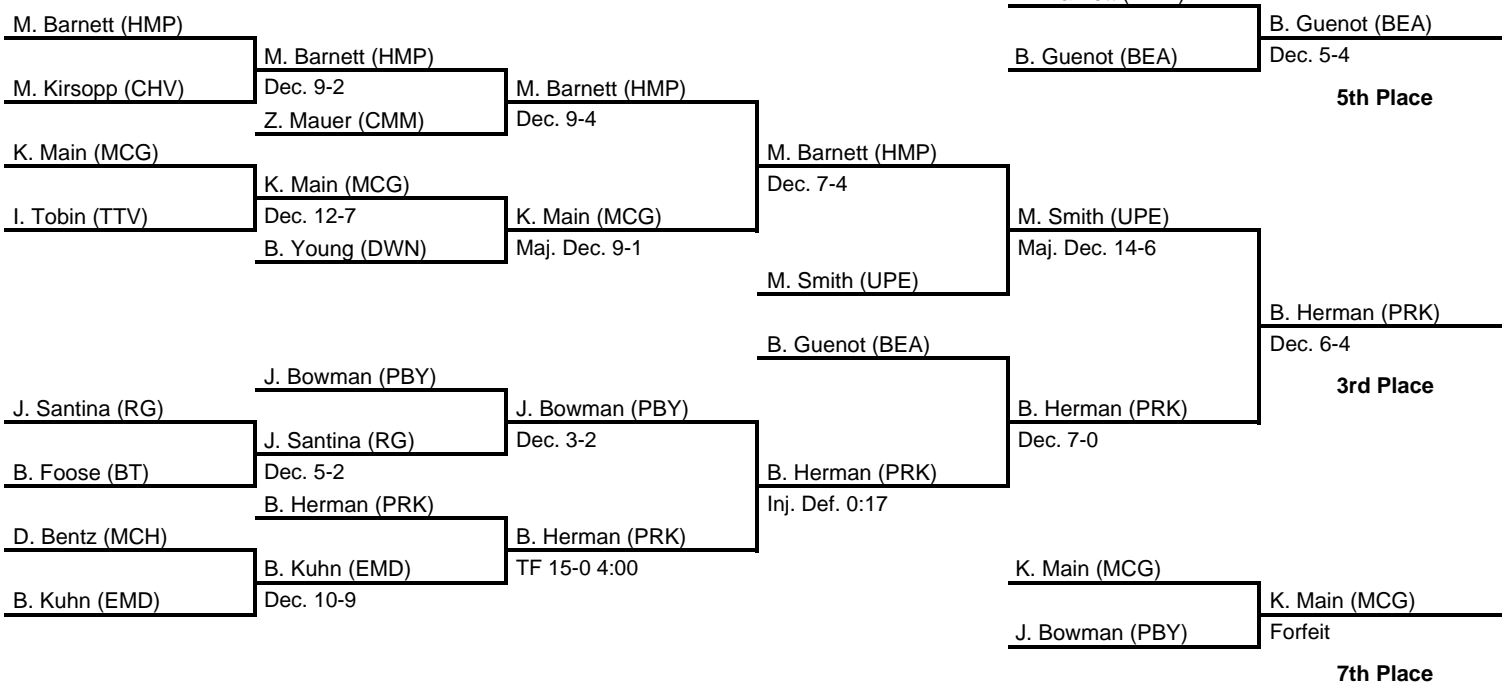 M. Barnett (HMP)
M. Kirsopp (CHV)
K. Main (MCG)
I. Tobin (TTV)
J. Santina (RG)
B. Foose (BT)
D. Bentz (MCH)
B. Kuhn (EMD)
M. Barnett (HMP)
Dec. 9-2
Z. Mauer (CMM)
K. Main (MCG)
Dec. 12-7
B. Young (DWN)
J. Bowman (PBY)
J. Santina (RG)
Dec. 5-2
B. Herman (PRK)
B. Kuhn (EMD)
Dec. 10-9
M. Barnett (HMP)
Dec. 9-4
K. Main (MCG)
Maj. Dec. 9-1
J. Bowman (PBY)
Dec. 3-2
B. Herman (PRK)
TF 15-0 4:00
M. Barnett (HMP)
Dec. 7-4
M. Smith (UPE)
B. Guenot (BEA)
B. Herman (PRK)
Inj. Def. 0:17
M. Smith (UPE)
Maj. Dec. 14-6
B. Herman (PRK)
Dec. 7-0
B. Herman (PRK)
Dec. 6-4
3rd Place
B. Guenot (BEA)
B. Guenot (BEA)
Dec. 5-4
5th Place
K. Main (MCG)
J. Bowman (PBY)
K. Main (MCG)
Forfeit
7th Place